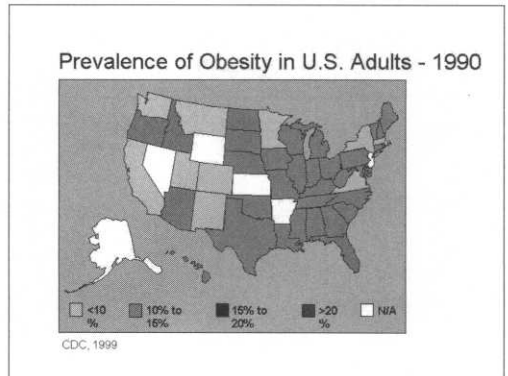 Prevalence of Obesity in U.S. Adults - 1990
<10 %
10% to 15%
15% to 20%
>20 %
N/A
CDC, 1999